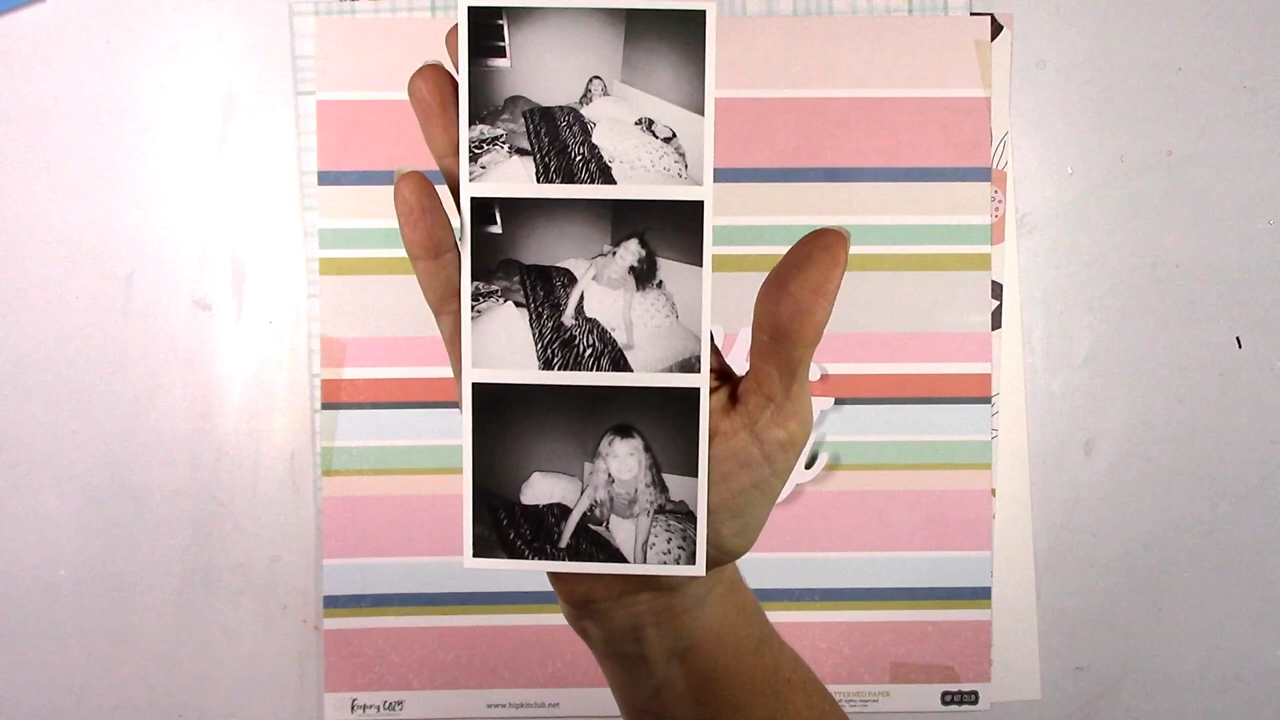 Keeping COZY
www.hipkitclub.net
PATTERNED PAPER
HIP KIT CLUB